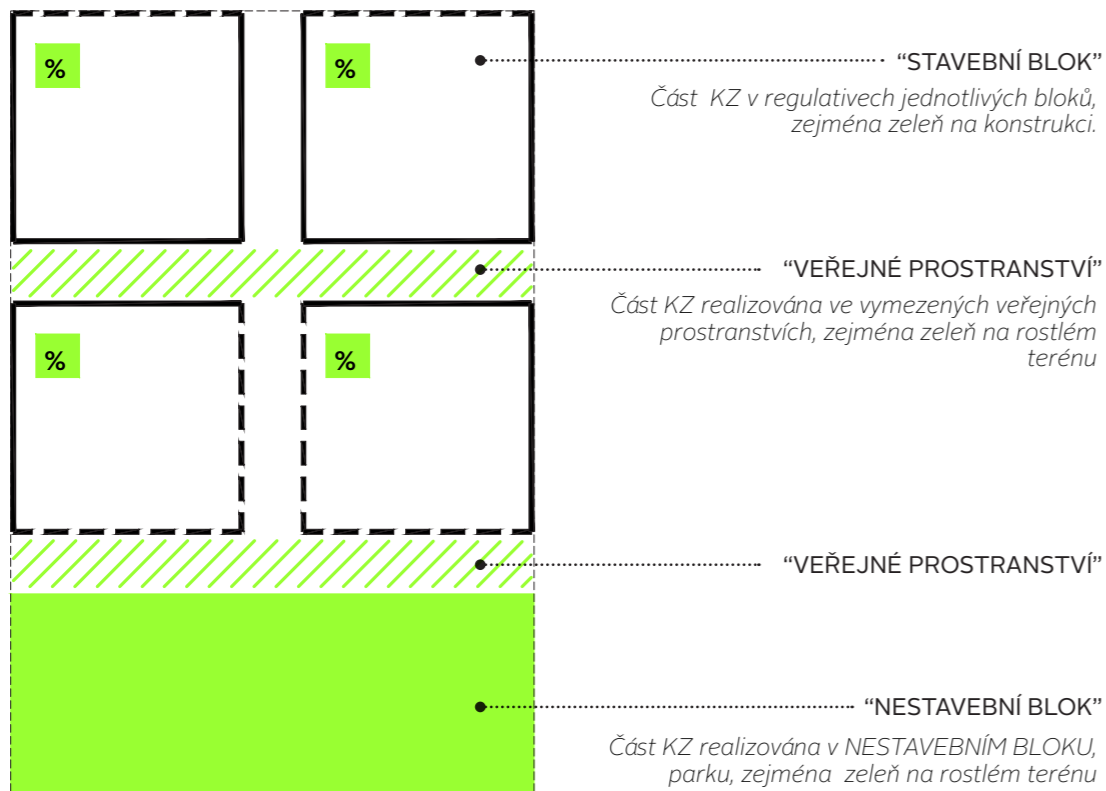 %
%
“STAVEBNÍ BLOK”
Část KZ v regulativech jednotlivých bloků,
zejména zeleň na konstrukci.
“VEŘEJNÉ PROSTRANSTVÍ”
Část KZ realizována ve vymezených veřejných
prostranstvích, zejména zeleň na rostlém
terénu
%
%
“VEŘEJNÉ PROSTRANSTVÍ”
“NESTAVEBNÍ BLOK”
Část KZ realizována v NESTAVEBNÍM BLOKU,
parku, zejména zeleň na rostlém terénu